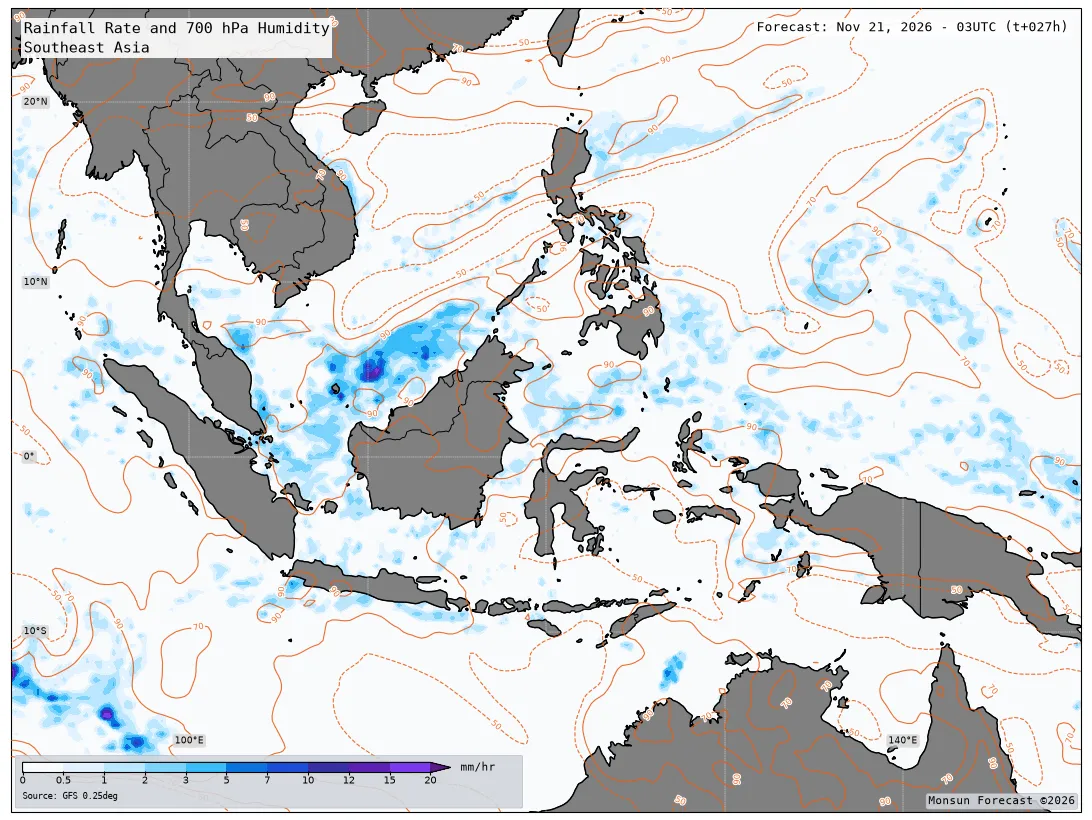 Rainfall Rate and 700 hPa Humidity
Southeast Asia
Forecast: Nov 21, 2026 - 03UTC (t+027h)
20°N
10°N
0°
10°S
100°E
140°E
0 0.5 1 2 3 5 7 10 12 15 20 mm/hr
Source: GFS 0.25deg
Monsun Forecast ©2026